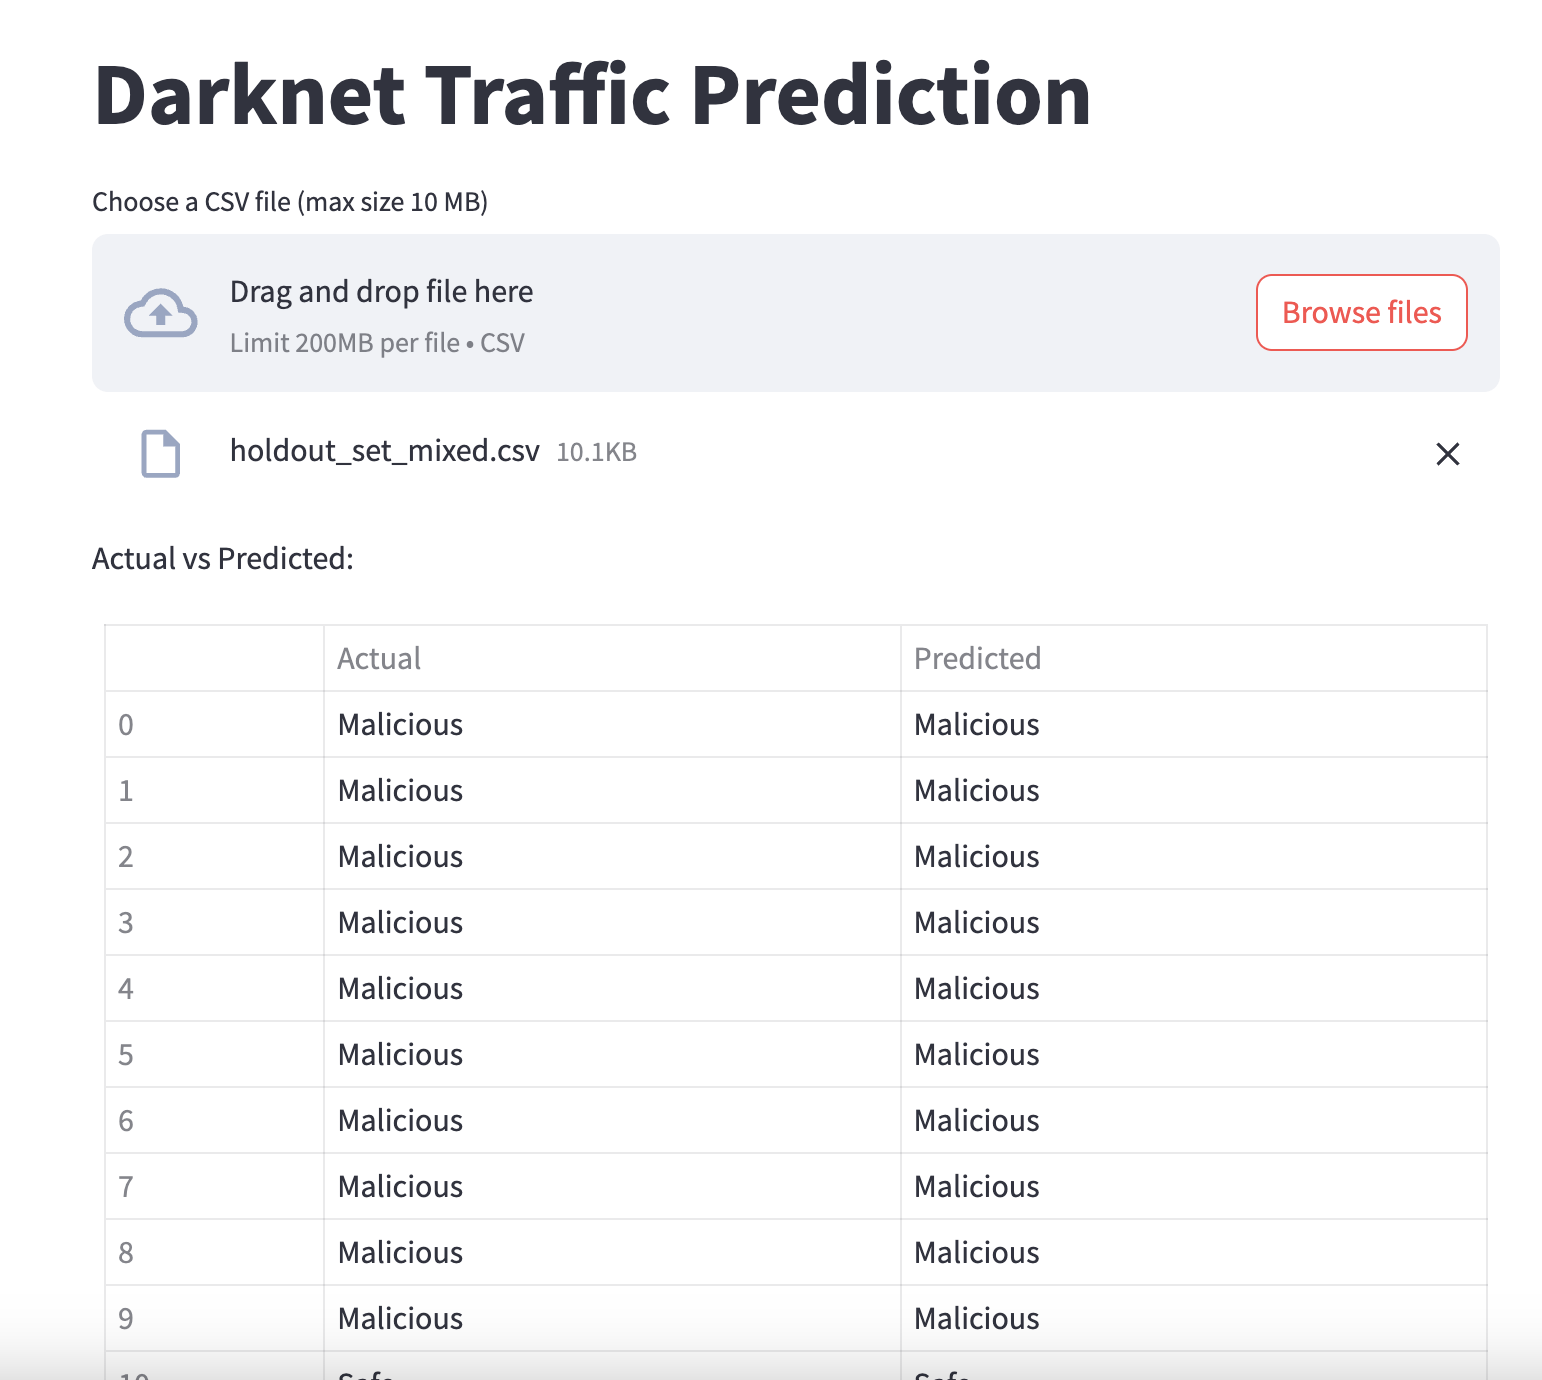 Darknet Traffic Prediction
Choose a CSV file (max size 10 MB)
Drag and drop file here
Limit 200MB per file • CSV
Browse files
holdout_set_mixed.csv 10.1KB
Actual vs Predicted:
Actual Predicted
0 Malicious Malicious
1 Malicious Malicious
2 Malicious Malicious
3 Malicious Malicious
4 Malicious Malicious
5 Malicious Malicious
6 Malicious Malicious
7 Malicious Malicious
8 Malicious Malicious
9 Malicious Malicious
10 Safe Safe